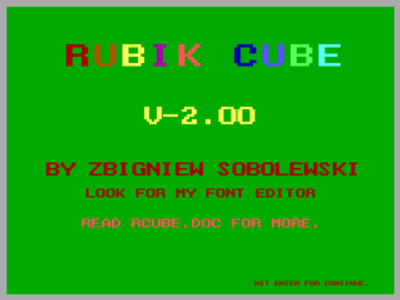 RUBIK CUBE
V-2.00
BY ZBIGNIEW SOBOLEWSKI
LOOK FOR MY FONT EDITOR
READ RCUBE.DOC FOR MORE.
HIT ENTER FOR CONTINUE.